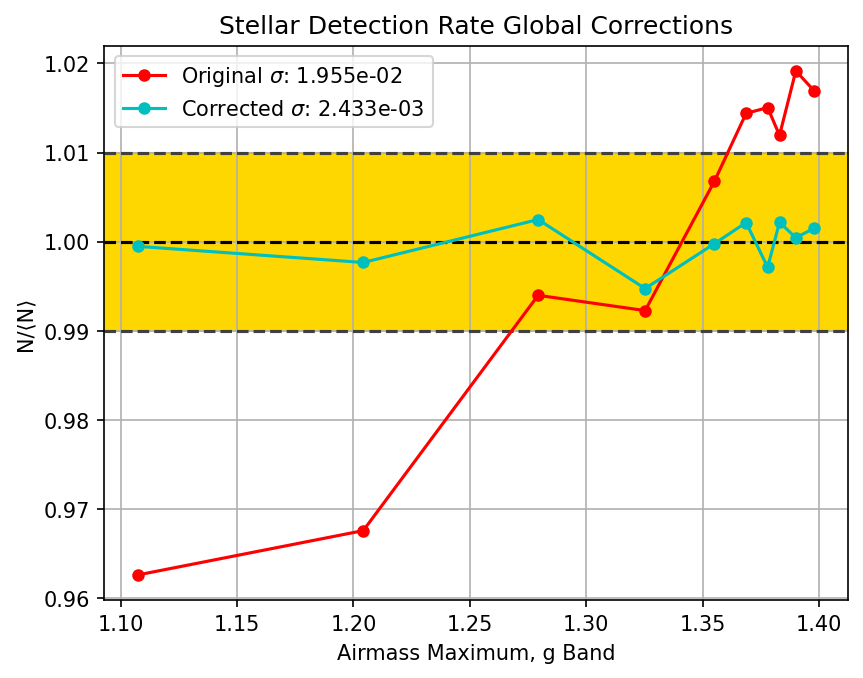 Stellar Detection Rate Global Corrections
Original σ: 1.955e-02
Corrected σ: 2.433e-03
N/⟨N⟩
1.02
1.01
1.00
0.99
0.98
0.97
0.96
1.10 1.15 1.20 1.25 1.30 1.35 1.40
Airmass Maximum, g Band